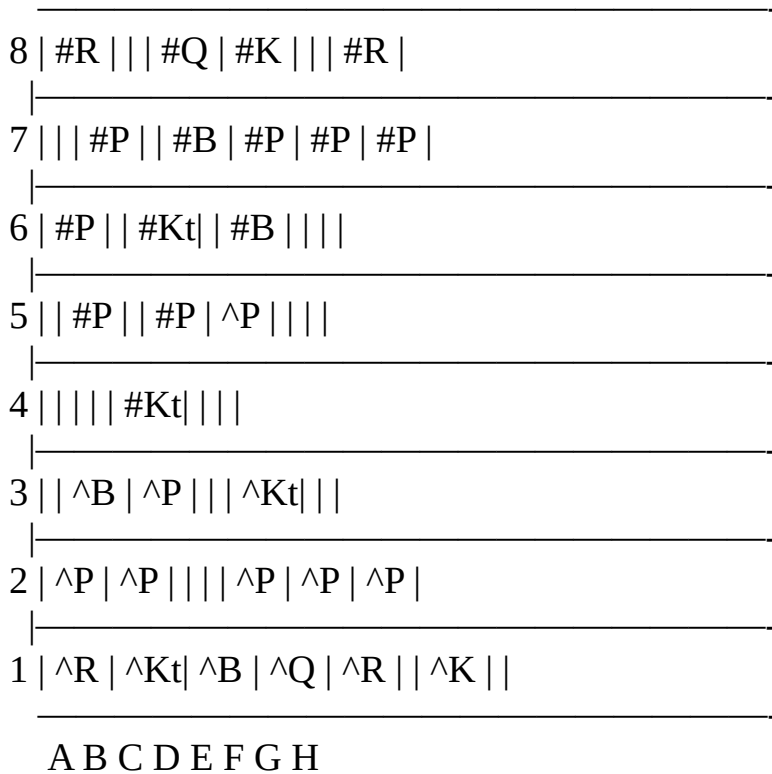 8 | #R | | | #Q | #K | | | #R |
7 | | | #P | | #B | #P | #P | #P |
6 | #P | | #Kt| | #B | | | |
5 | | #P | | #P | ^P | | | |
4 | | | | | #Kt| | | |
3 | | ^B | ^P | | | ^Kt| | |
2 | ^P | ^P | | | | ^P | ^P | ^P |
1 | ^R | ^Kt| ^B | ^Q | ^R | | ^K | |
A B C D E F G H